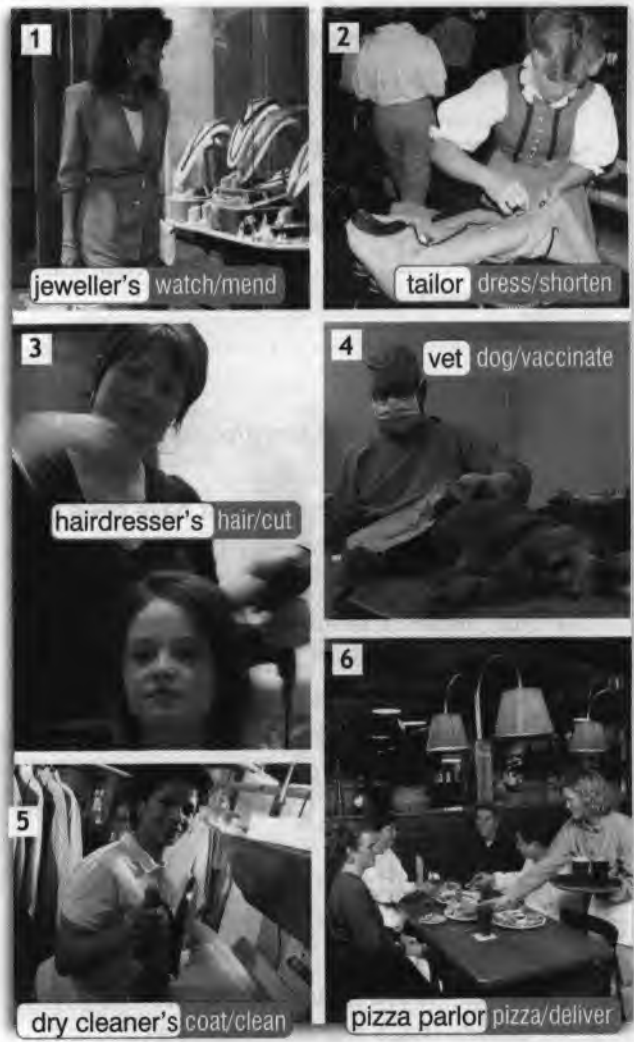 1
jeweller's watch/mend
2
tailor dress/shorten
3
hairdresser's hair/cut
4
vet dog/vaccinate
5
dry cleaner's coat/clean
6
pizza parlor pizza/deliver